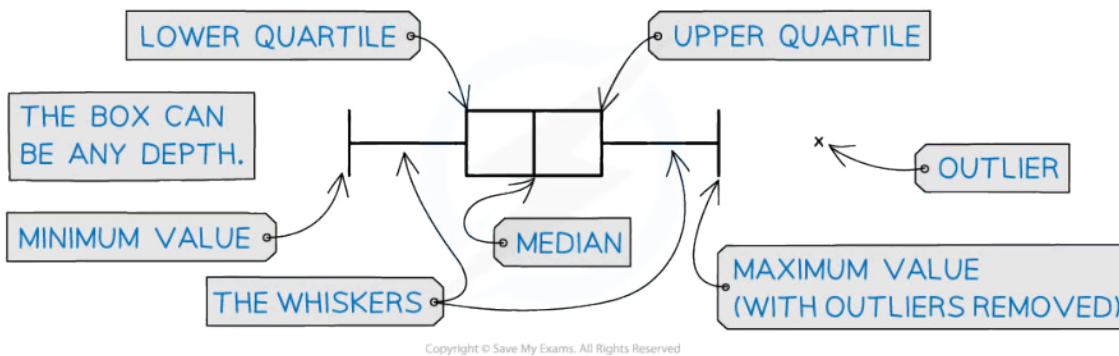 LOWER QUARTILE
UPPER QUARTILE
THE BOX CAN
BE ANY DEPTH.
OUTLIER
MINIMUM VALUE
MEDIAN
THE WHISKERS
MAXIMUM VALUE
(WITH OUTLIERS REMOVED)
Copyright © Save My Exams. All Rights Reserved